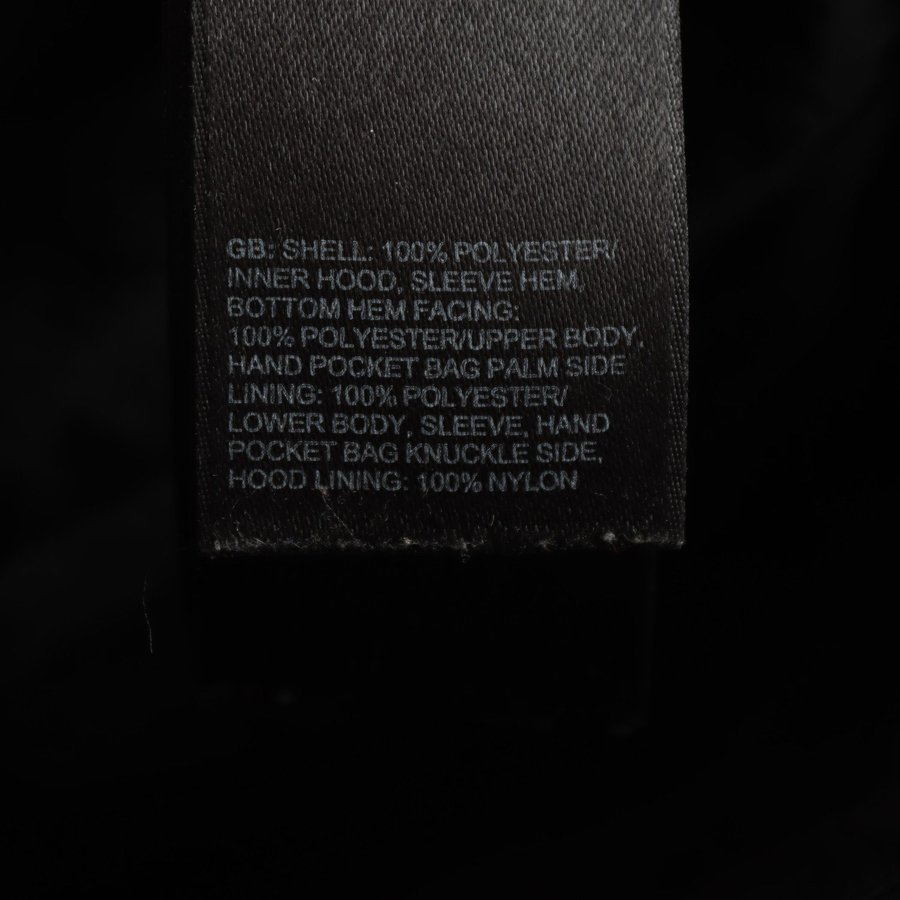 GB: SHELL: 100% POLYESTER/
INNER HOOD, SLEEVE HEM,
BOTTOM HEM FACING:
100% POLYESTER/UPPER BODY,
HAND POCKET BAG PALM SIDE
LINING: 100% POLYESTER/
LOWER BODY, SLEEVE, HAND
POCKET BAG KNUCKLE SIDE,
HOOD LINING: 100% NYLON